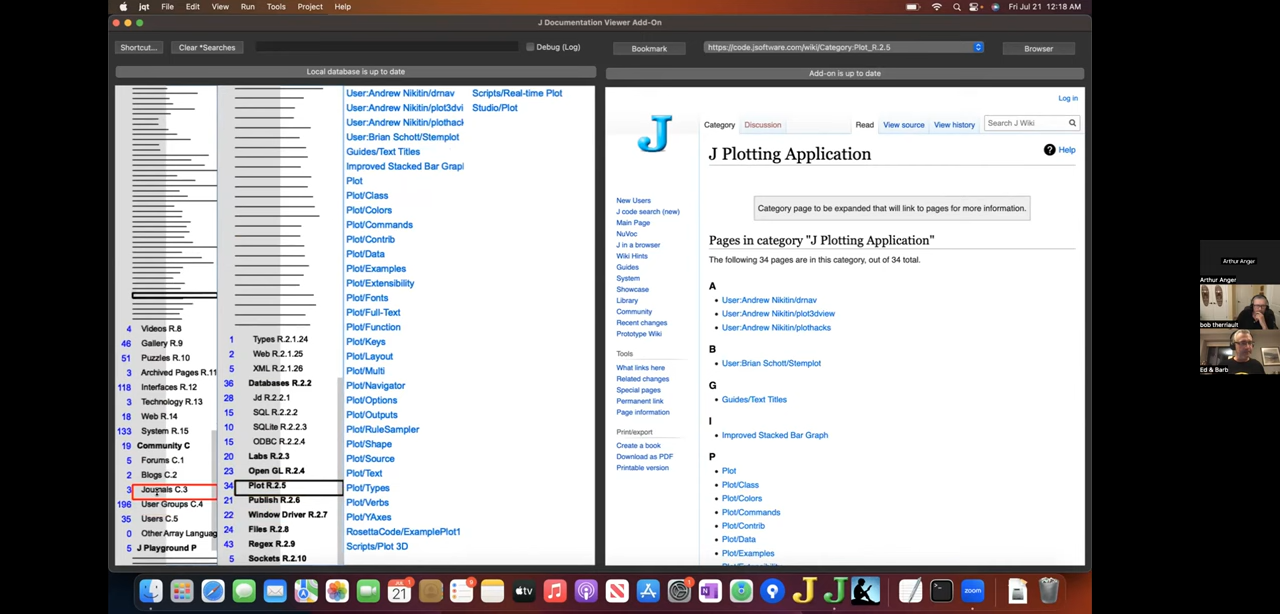 jqt File Edit View Run Tools Project Help
Fri Jul 21 12:18 AM
J Documentation Viewer Add-On
Shortcut... Clear *Searches Debug (Log) Bookmark https://code.jsoftware.com/wiki/Category:Plot_R.2.5 Browser
Local database is up to date
Add-on is up to date
4 Videos R.8
46 Gallery R.9
51 Puzzles R.10
3 Archived Pages R.11
118 Interfaces R.12
3 Technology R.13
18 Web R.14
133 System R.15
19 Community C
5 Forums C.1
2 Blogs C.2
3 Journals C.3
196 User Groups C.4
35 Users C.5
0 Other Array Languag
5 J Playground P
1 Types R.2.1.24
2 Web R.2.1.25
5 XML R.2.1.26
36 Databases R.2.2
28 Jd R.2.2.1
15 SQL R.2.2.2
10 SQLite R.2.2.3
15 ODBC R.2.2.4
20 Labs R.2.3
23 Open GL R.2.4
34 Plot R.2.5
21 Publish R.2.6
22 Window Driver R.2.7
24 Files R.2.8
43 Regex R.2.9
5 Sockets R.2.10
User:Andrew Nikitin/drnav
User:Andrew Nikitin/plot3dvi
User:Andrew Nikitin/plothack
User:Brian Schott/Stemplot
Guides/Text Titles
Improved Stacked Bar Grap
Plot
Plot/Class
Plot/Colors
Plot/Commands
Plot/Contrib
Plot/Data
Plot/Examples
Plot/Extensibility
Plot/Fonts
Plot/Full-Text
Plot/Function
Plot/Keys
Plot/Layout
Plot/Multi
Plot/Navigator
Plot/Options
Plot/Outputs
Plot/RuleSampler
Plot/Shape
Plot/Source
Plot/Text
Plot/Types
Plot/Verbs
Plot/YAxes
RosettaCode/ExamplePlot1
Scripts/Plot 3D
Scripts/Real-time Plot
Studio/Plot
J
Log in
Category Discussion Read View source View history Search J Wiki
J Plotting Application
? Help
New Users
J code search (new)
Main Page
NuVoc
J in a browser
Wiki Hints
Guides
System
Showcase
Library
Community
Recent changes
Prototype Wiki
Tools
What links here
Related changes
Special pages
Permanent link
Page information
Print/export
Create a book
Download as PDF
Printable version
Category page to be expanded that will link to pages for more information.
Pages in category "J Plotting Application"
The following 34 pages are in this category, out of 34 total.
A
User:Andrew Nikitin/drnav
User:Andrew Nikitin/plot3dview
User:Andrew Nikitin/plothacks
B
User:Brian Schott/Stemplot
G
Guides/Text Titles
I
Improved Stacked Bar Graph
P
Plot
Plot/Class
Plot/Colors
Plot/Commands
Plot/Contrib
Plot/Data
Plot/Examples
Plot/Extensibility
Arthur Anger
Arthur Anger
bob therriault
Ed & Barb
JUL
21
tv
zoom